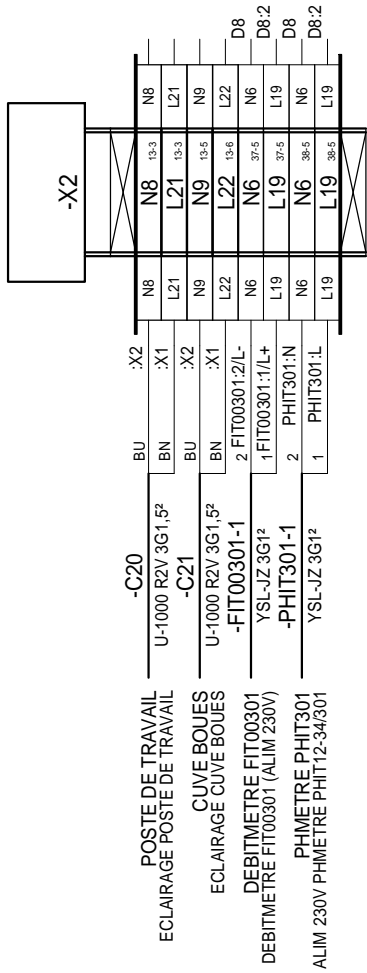 -X2
N8 N8 13-3 N8
L21 L21 13-3 L21
N9 N9 13-5 N9
L22 L22 13-6 L22
N6 N6 37-5 N6 D8
L19 L19 37-5 L19 D8:2
N6 N6 38-5 N6 D8
L19 L19 38-5 L19 D8:2
BU :X2
BN :X1
BU :X2
BN :X1
2 FIT00301:2/L-
1 FIT00301:1/L+
2 PHIT301:N
1 PHIT301:L
-C20
U-1000 R2V 3G1,5²
-C21
U-1000 R2V 3G1,5²
-FIT00301-1
YSL-JZ 3G1²
-PHIT301-1
YSL-JZ 3G1²
POSTE DE TRAVAIL
ECLAIRAGE POSTE DE TRAVAIL
CUVE BOUES
ECLAIRAGE CUVE BOUES
DEBITMETRE FIT00301
DEBITMETRE FIT00301 (ALIM 230V)
PHMETRE PHIT301
ALIM 230V PHMETRE PHIT12-34/301